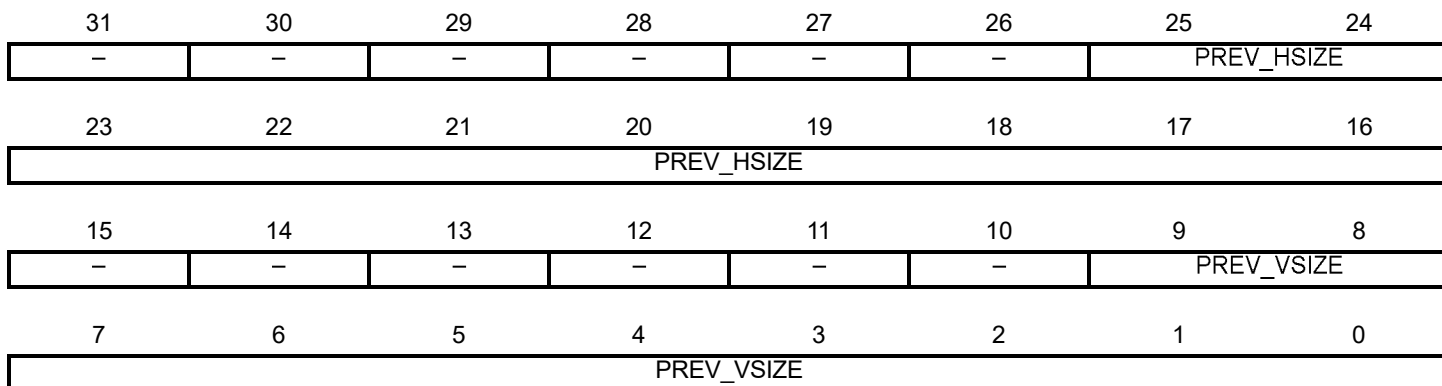 31 30 29 28 27 26 25 24
– – – – – – PREV_HSIZE
23 22 21 20 19 18 17 16
PREV_HSIZE
15 14 13 12 11 10 9 8
– – – – – – PREV_VSIZE
7 6 5 4 3 2 1 0
PREV_VSIZE